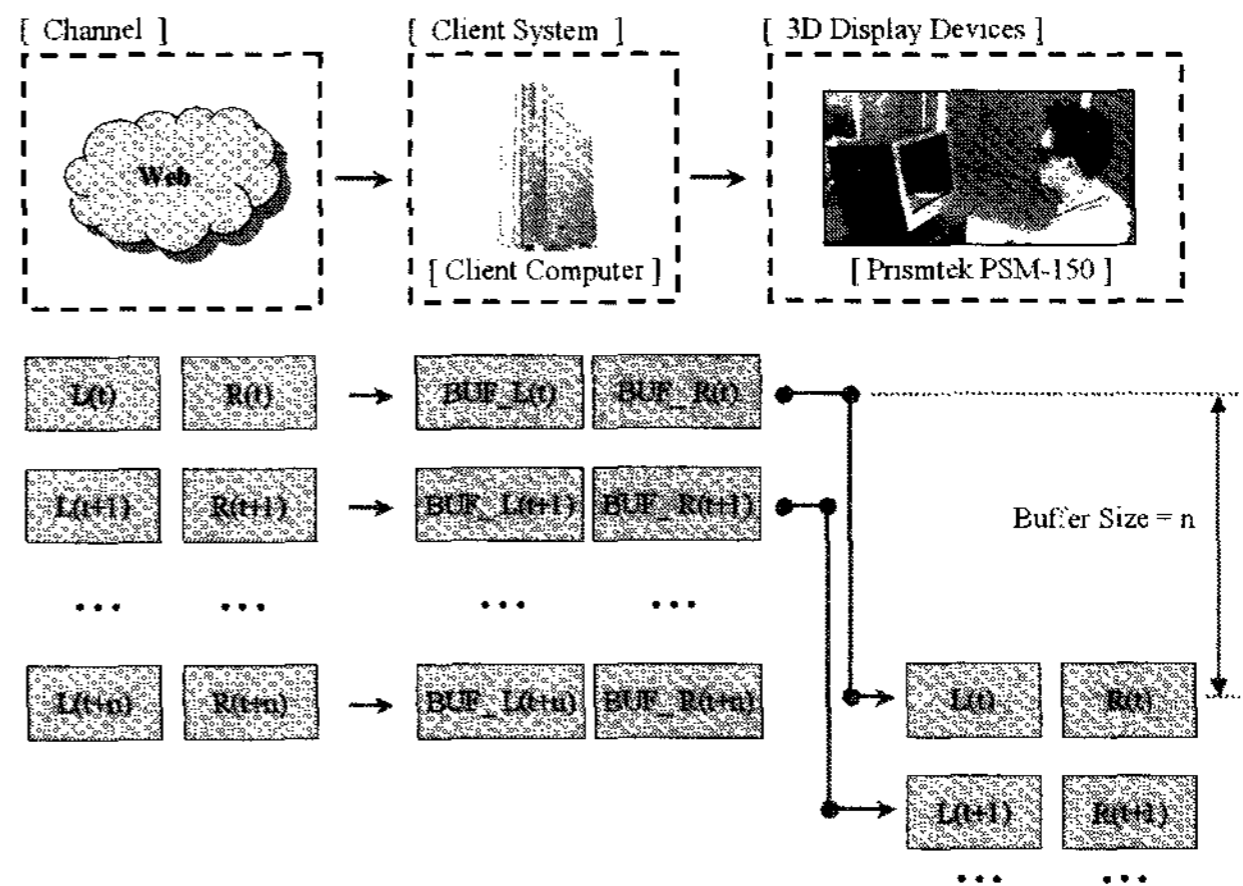 [ Channel ]
[ Client System ]
[ 3D Display Devices ]
Web
[ Client Computer ]
[ Prismtek PSM-150 ]
L(t) R(t) BUF_L(t) BUF_R(t)
L(t+1) R(t+1) BUF_L(t+1) BUF_R(t+1)
Buffer Size = n
... ... ... ...
L(t+n) R(t+n) BUF_L(t+n) BUF_R(t+n)
L(t) R(t)
L(t+1) R(t+1)
... ...